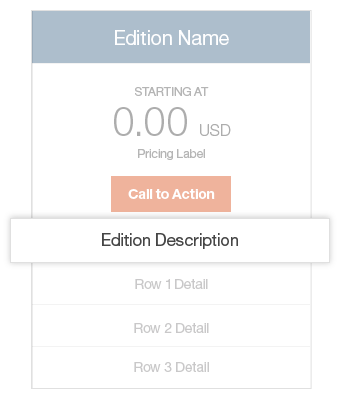 Edition Name
STARTING AT
0.00 USD
Pricing Label
Call to Action
Edition Description
Row 1 Detail
Row 2 Detail
Row 3 Detail